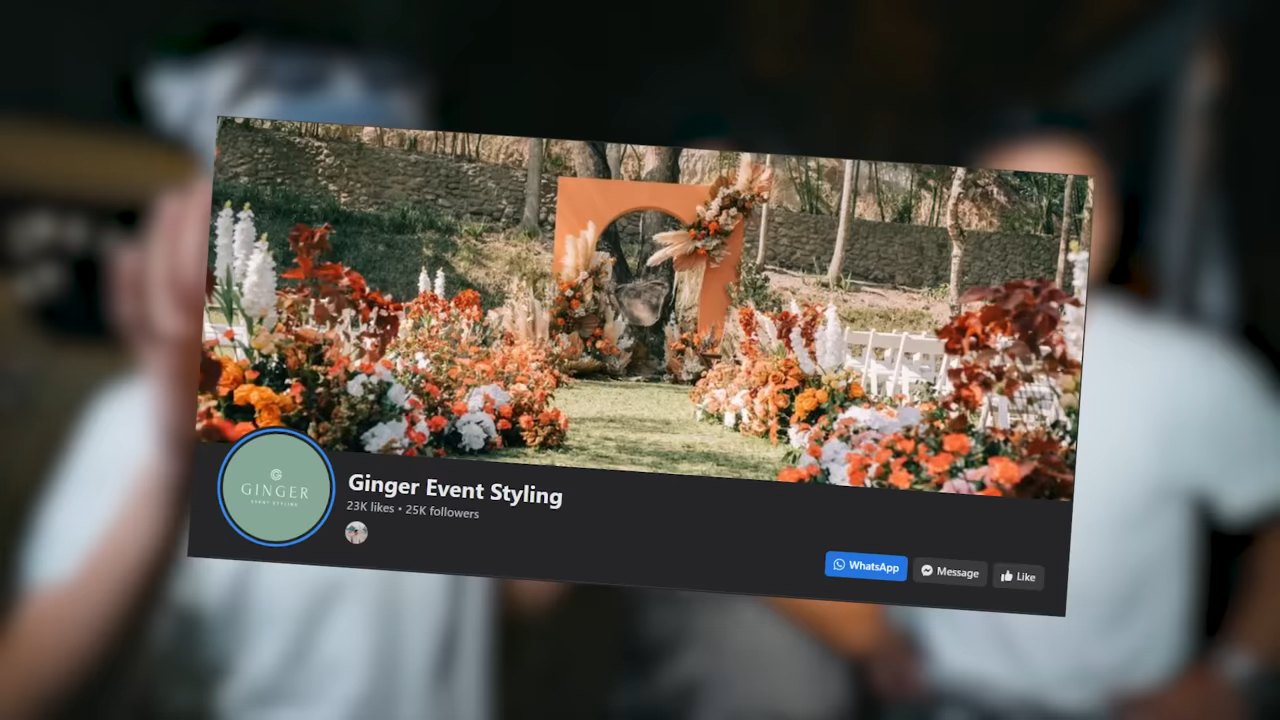 GINGER
EVENT STYLING
Ginger Event Styling
23K likes • 25K followers
WhatsApp
Message
Like